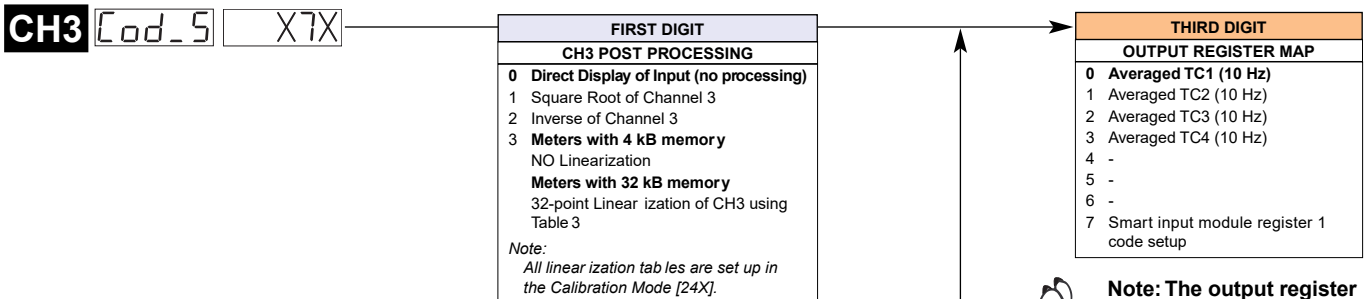 CH3 Cod_5 X7X
FIRST DIGIT
CH3 POST PROCESSING
0 Direct Display of Input (no processing)
1 Square Root of Channel 3
2 Inverse of Channel 3
3 Meters with 4 kB memory
NO Linearization
Meters with 32 kB memory
32-point Linear ization of CH3 using
Table 3
Note:
All linear ization tab les are set up in
the Calibration Mode [24X].
THIRD DIGIT
OUTPUT REGISTER MAP
0 Averaged TC1 (10 Hz)
1 Averaged TC2 (10 Hz)
2 Averaged TC3 (10 Hz)
3 Averaged TC4 (10 Hz)
4 -
5 -
6 -
7 Smart input module register 1
code setup
Note: The output register